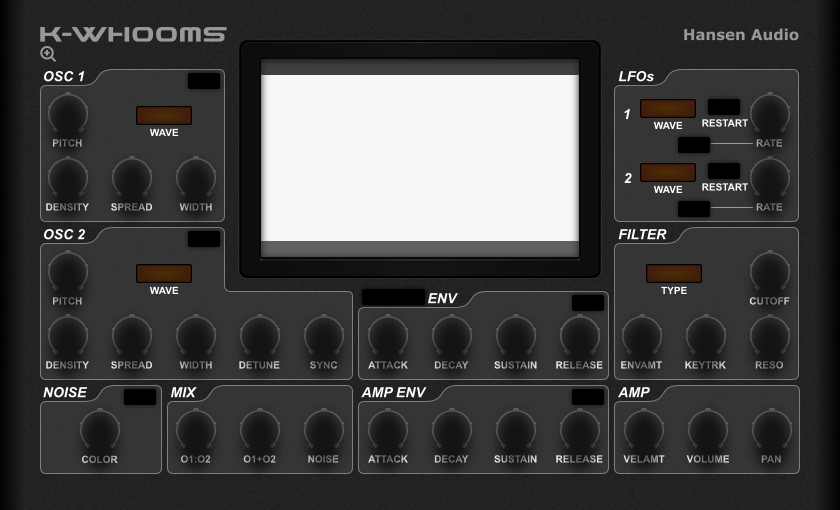 K-WHOOMS
Hansen Audio
OSC 1
PITCH
WAVE
DENSITY SPREAD WIDTH
LFOs
1
WAVE
RESTART
RATE
2
WAVE
RESTART
RATE
OSC 2
PITCH
WAVE
DENSITY SPREAD WIDTH DETUNE SYNC
ENV
ATTACK DECAY SUSTAIN RELEASE
FILTER
TYPE
CUTOFF
ENVAMT KEYTRK RESO
NOISE
COLOR
MIX
O1:O2 O1+O2 NOISE
AMP ENV
ATTACK DECAY SUSTAIN RELEASE
AMP
VELAMT VOLUME PAN